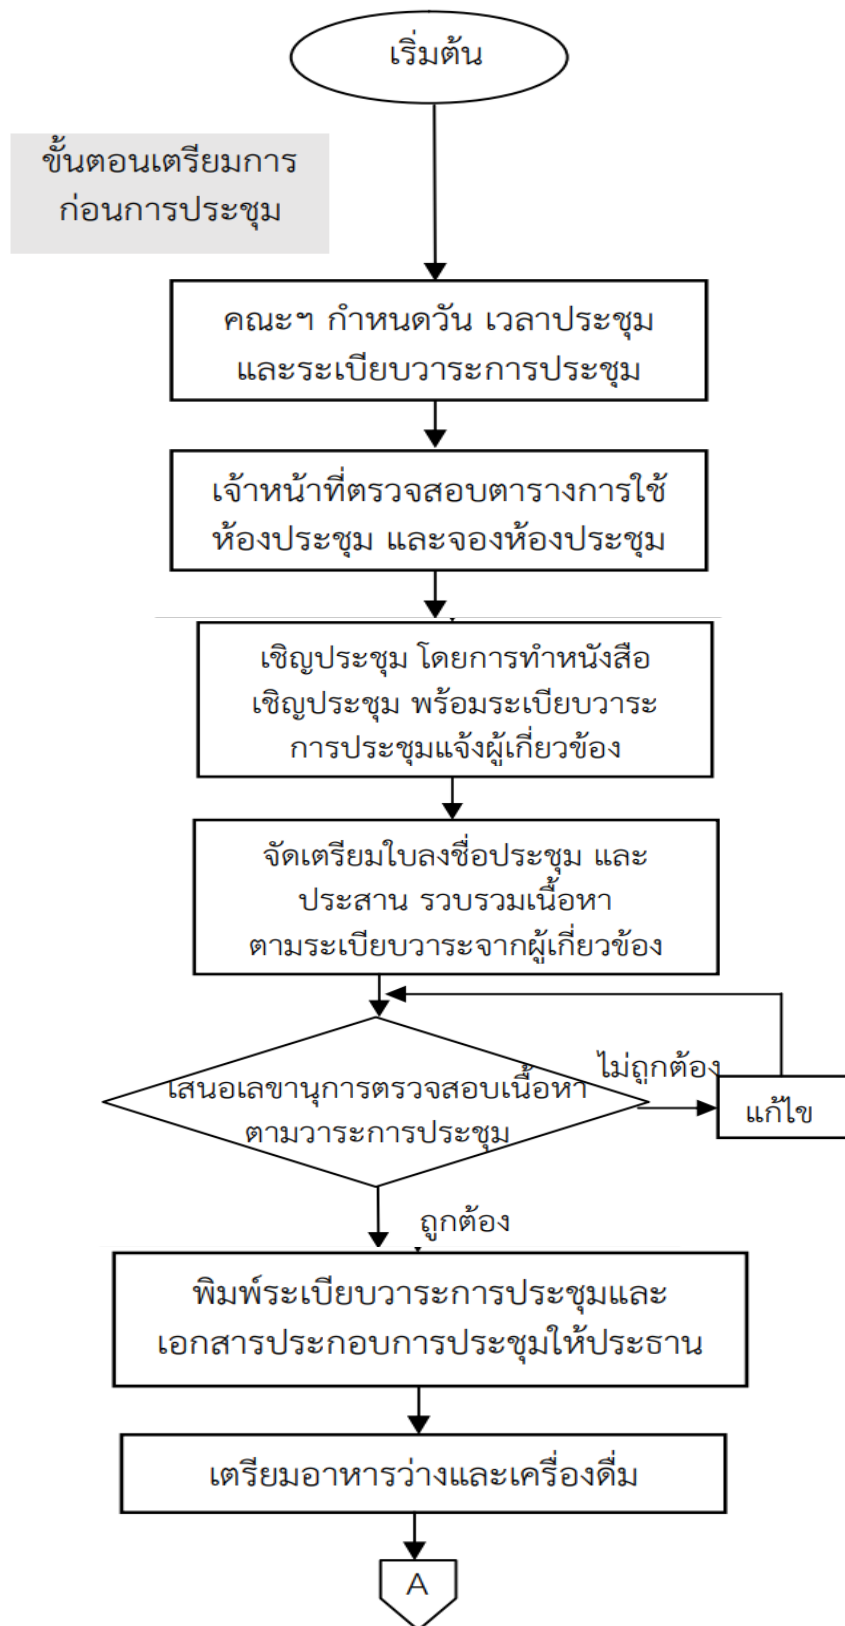 เริ่มต้น
ขั้นตอนเตรียมการ
ก่อนการประชุม
คณะฯ กำหนดวัน เวลาประชุม
และระเบียบวาระการประชุม
เจ้าหน้าที่ตรวจสอบตารางการใช้
ห้องประชุม และจองห้องประชุม
เชิญประชุม โดยการทำหนังสือ
เชิญประชุม พร้อมระเบียบวาระ
การประชุมแจ้งผู้เกี่ยวข้อง
จัดเตรียมใบลงชื่อประชุม และ
ประสาน รวบรวมเนื้อหา
ตามระเบียบวาระจากผู้เกี่ยวข้อง
เสนอเลขานุการตรวจสอบเนื้อหา
ตามวาระการประชุม
ไม่ถูกต้อง
แก้ไข
ถูกต้อง
พิมพ์ระเบียบวาระการประชุมและ
เอกสารประกอบการประชุมให้ประธาน
เตรียมอาหารว่างและเครื่องดื่ม
A